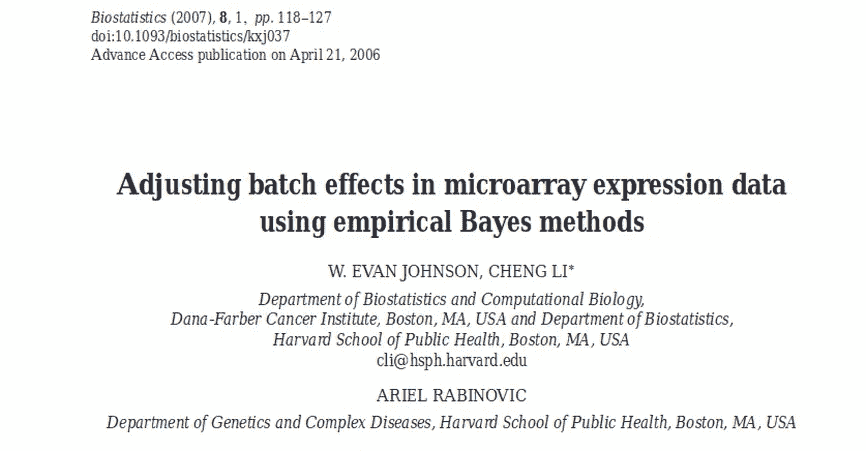 Biostatistics (2007), 8, 1, pp. 118–127
doi:10.1093/biostatistics/kxj037
Advance Access publication on April 21, 2006
Adjusting batch effects in microarray expression data
using empirical Bayes methods
W. EVAN JOHNSON, CHENG LI*
Department of Biostatistics and Computational Biology,
Dana-Farber Cancer Institute, Boston, MA, USA and Department of Biostatistics,
Harvard School of Public Health, Boston, MA, USA
cli@hsph.harvard.edu
ARIEL RABINOVIC
Department of Genetics and Complex Diseases, Harvard School of Public Health, Boston, MA, USA